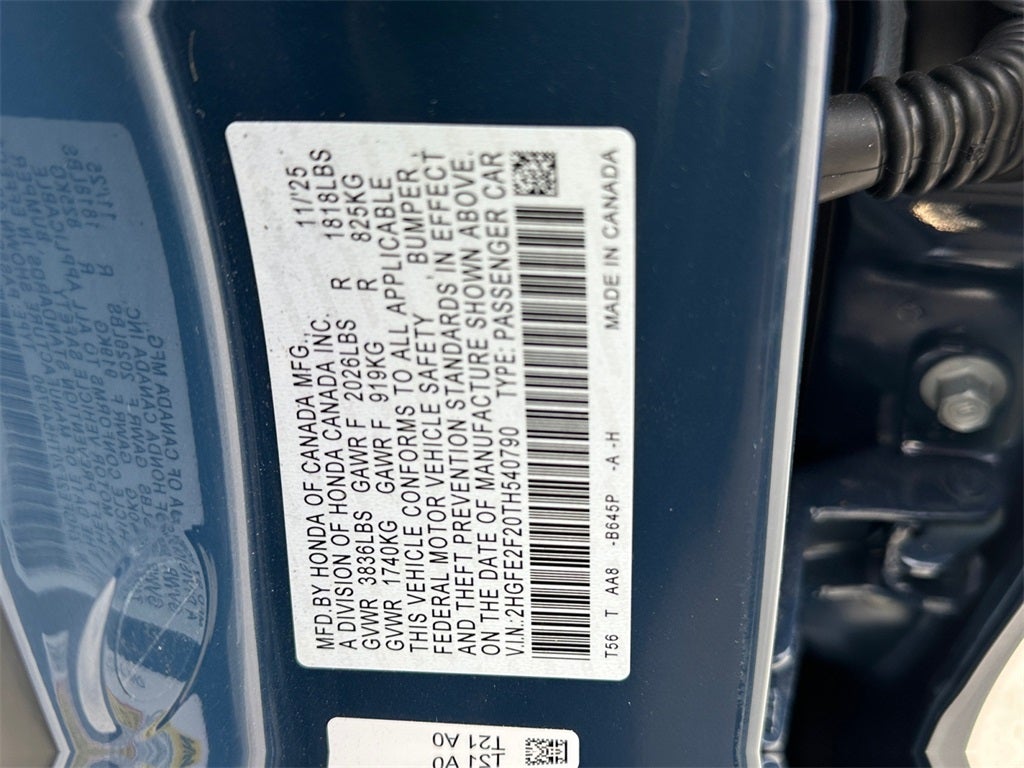 MFD.BY HONDA OF CANADA MFG., 11/'25
A DIVISION OF HONDA CANADA INC.
GVWR 3836LBS GAWR F 2026LBS R 1818LBS
GVWR 1740KG GAWR F 919KG R 825KG
THIS VEHICLE CONFORMS TO ALL APPLICABLE
FEDERAL MOTOR VEHICLE SAFETY, BUMPER,
AND THEFT PREVENTION STANDARDS IN EFFECT
ON THE DATE OF MANUFACTURE SHOWN ABOVE.
V.I.N.:2HGFE2F20TH540790 TYPE:PASSENGER CAR
T56 T AA8 -B645P -A-H MADE IN CANADA
21 A0